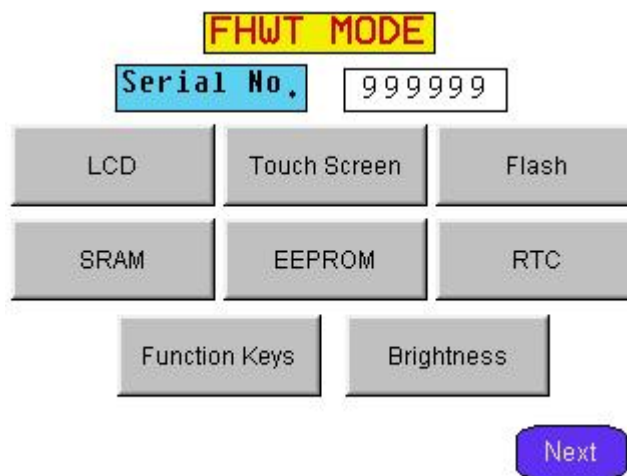 FHWT MODE
Serial No. 999999
LCD Touch Screen Flash
SRAM EEPROM RTC
Function Keys Brightness
Next